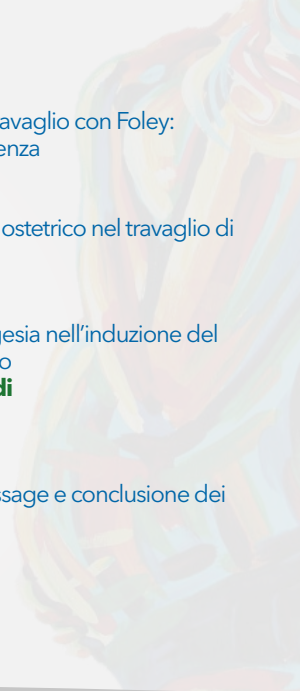 avaglio con Foley:
enza
ostetrico nel travaglio di
gesia nell'induzione del
o
di
ssage e conclusione dei